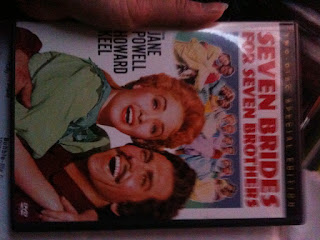 TWO-DISC SPECIAL EDITION
SEVEN BRIDES
FOR SEVEN BROTHERS
JANE
POWELL
HOWARD
KEEL
DVD